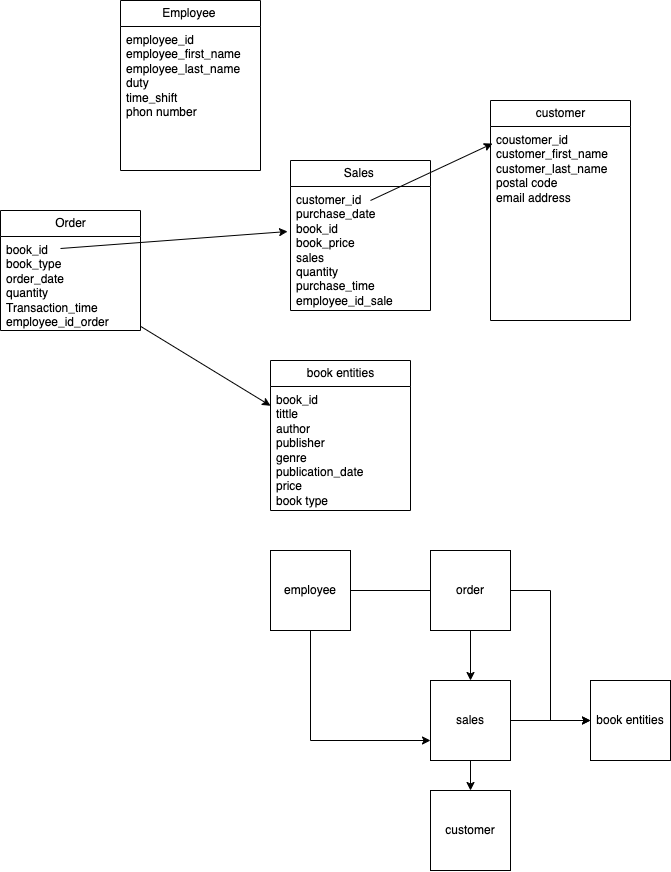 Employee
employee_id
employee_first_name
employee_last_name
duty
time_shift
phon number
customer
coustomer_id
customer_first_name
customer_last_name
postal code
email address
Sales
customer_id
purchase_date
book_id
book_price
sales
quantity
purchase_time
employee_id_sale
Order
book_id
book_type
order_date
quantity
Transaction_time
employee_id_order
book entities
book_id
tittle
author
publisher
genre
publication_date
price
book type
employee
order
sales
book entities
customer